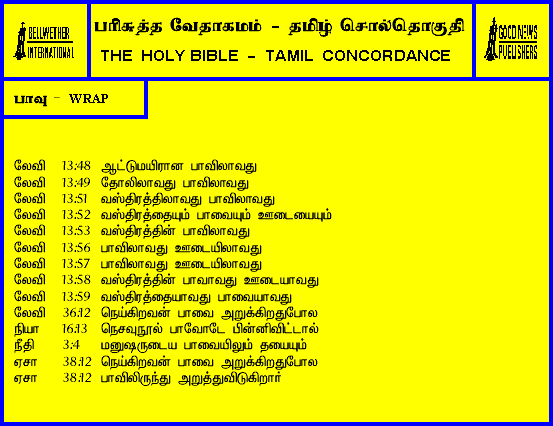 BELLWETHER
INTERNATIONAL
பரிசுத்த வேதாகமம் - தமிழ் சொல்தொகுதி
THE HOLY BIBLE - TAMIL CONCORDANCE
GOOD NEWS
PUBLISHERS
பாவு - WRAP
லேவி 13:48 ஆட்டுமயிரான பாவிலாவது
லேவி 13:49 தோலிலாவது பாவிலாவது
லேவி 13:51 வஸ்திரத்திலாவது பாவிலாவது
லேவி 13:52 வஸ்திரத்தையும் பாவையும் ஊடையையும்
லேவி 13:53 வஸ்திரத்தின் பாவிலாவது
லேவி 13:56 பாவிலாவது ஊடையிலாவது
லேவி 13:57 பாவிலாவது ஊடையிலாவது
லேவி 13:58 வஸ்திரத்தின் பாவாவது ஊடையாவது
லேவி 13:59 வஸ்திரத்தையாவது பாவையாவது
லேவி 36:12 நெய்கிறவன் பாவை அறுக்கிறதுபோல
நியா 16:13 நெசவுநூல் பாவோடே பின்னிவிட்டால்
நீதி 3:4 மனுஷருடைய பாவையிலும் தயையும்
ஏசா 38:12 நெய்கிறவன் பாவை அறுக்கிறதுபோல
ஏசா 38:12 பாவிலிருந்து அறுத்துவிடுகிறார்